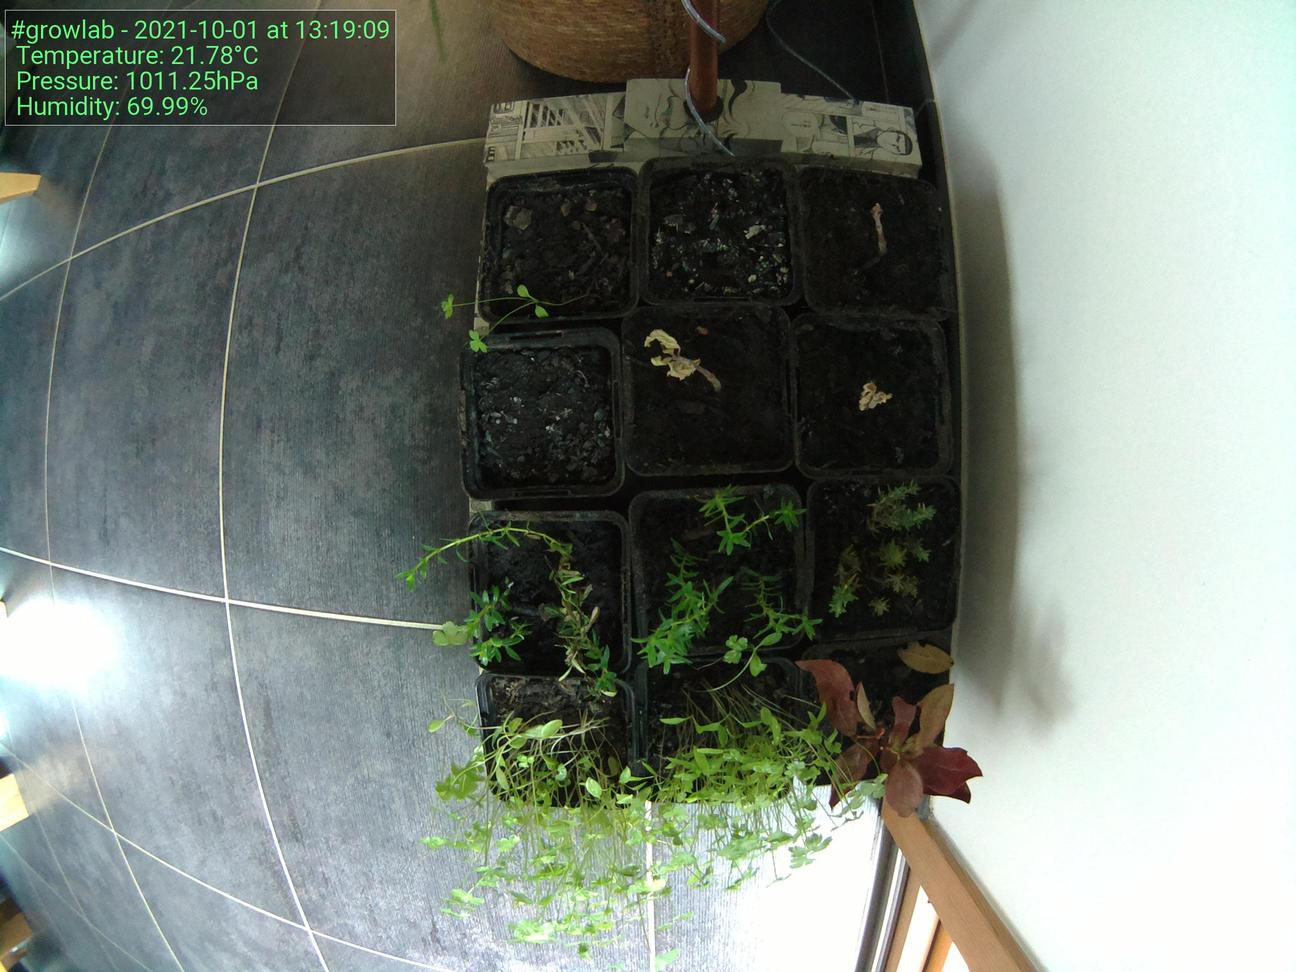 #growlab - 2021-10-01 at 13:19:09
Temperature: 21.78°C
Pressure: 1011.25hPa
Humidity: 69.99%